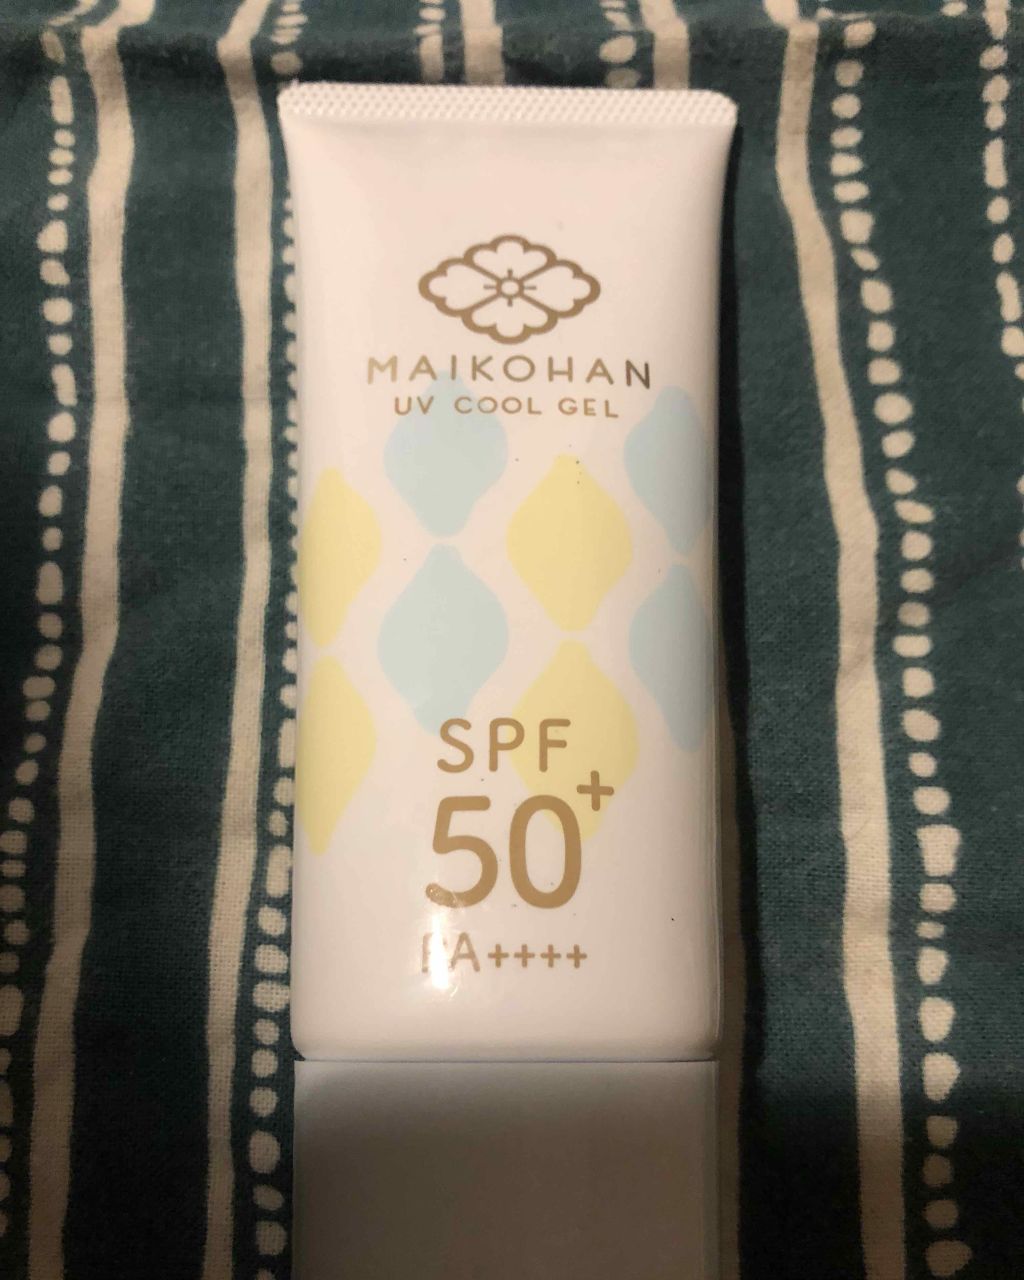 MAIKOHAN
UV COOL GEL
SPF
50+
PA++++